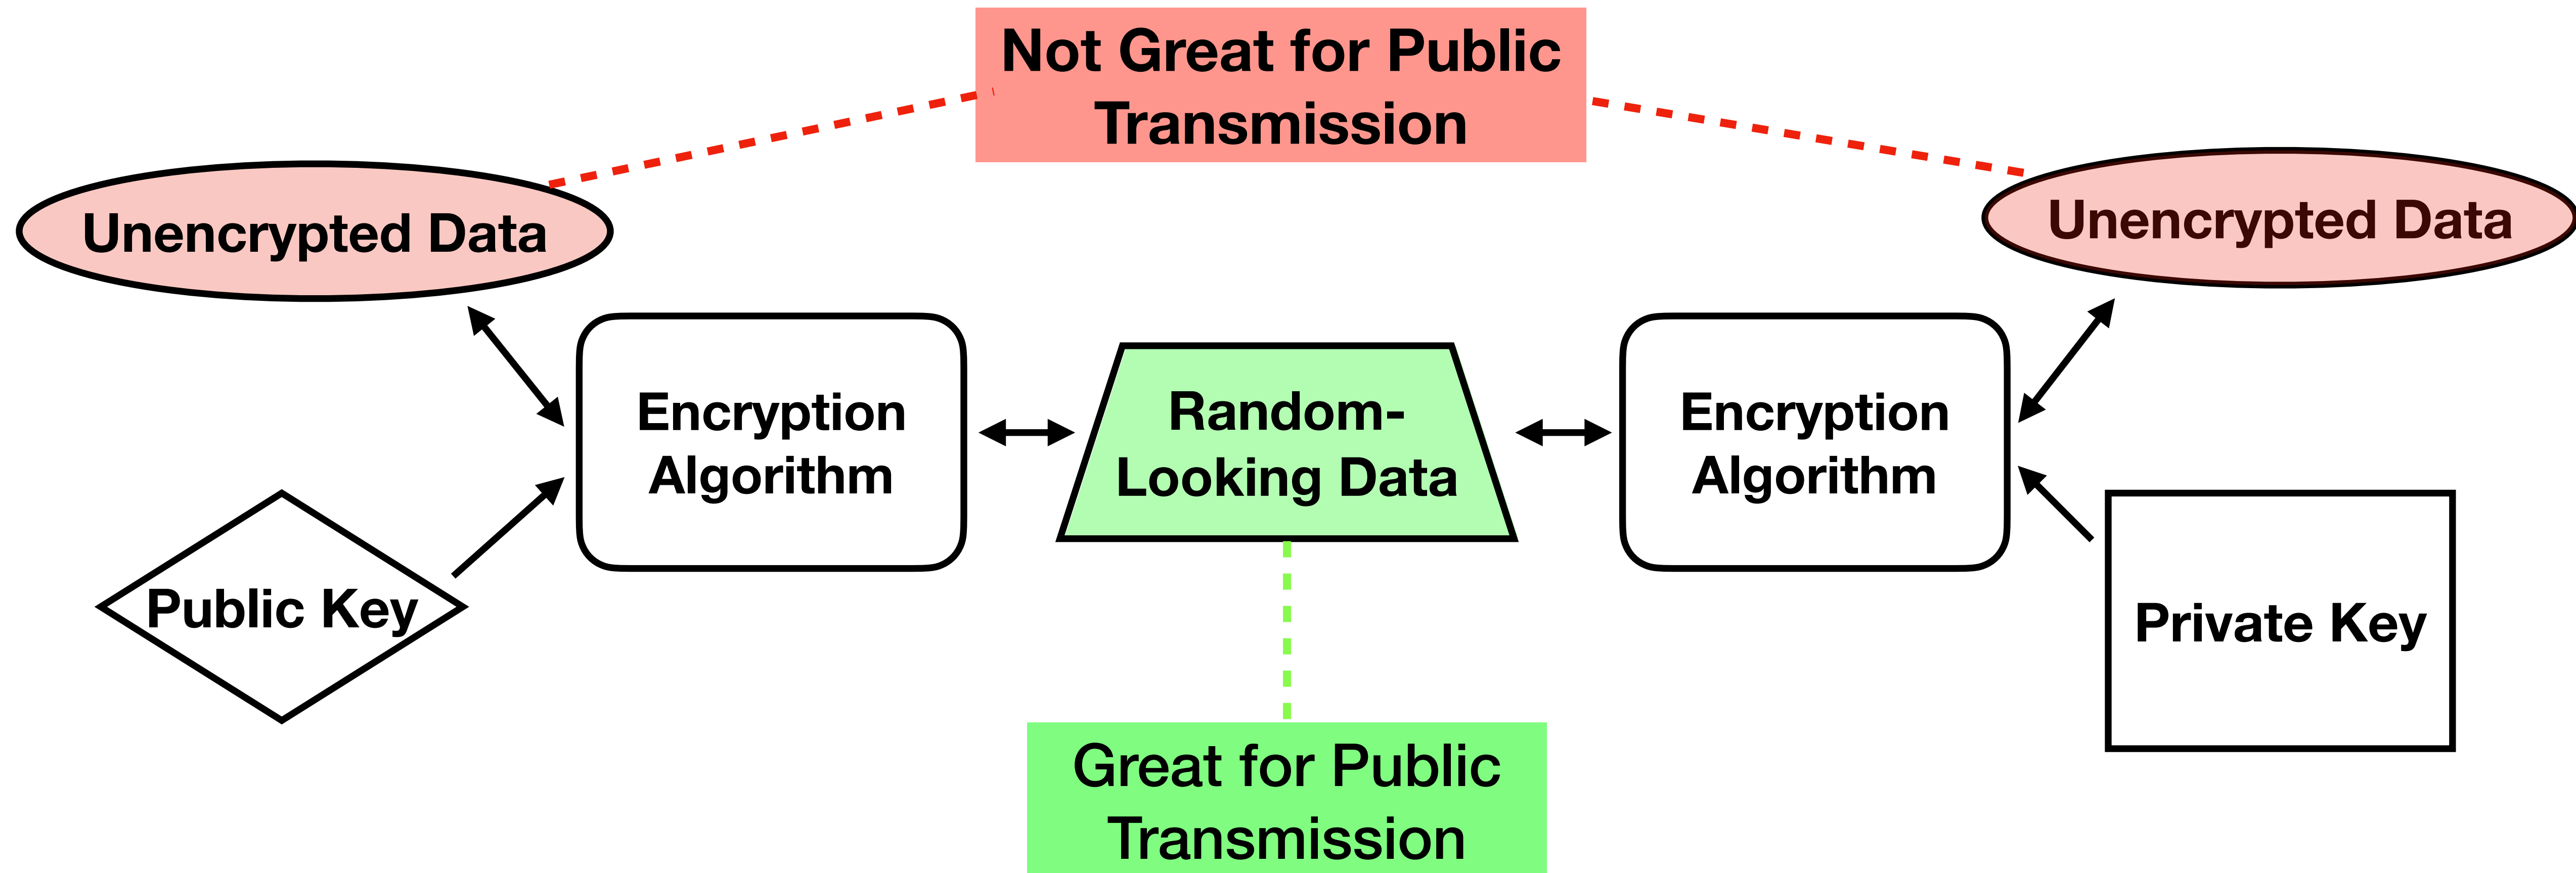 Not Great for Public
Transmission
Unencrypted Data
Unencrypted Data
Encryption
Algorithm
Random-
Looking Data
Encryption
Algorithm
Public Key
Private Key
Great for Public
Transmission